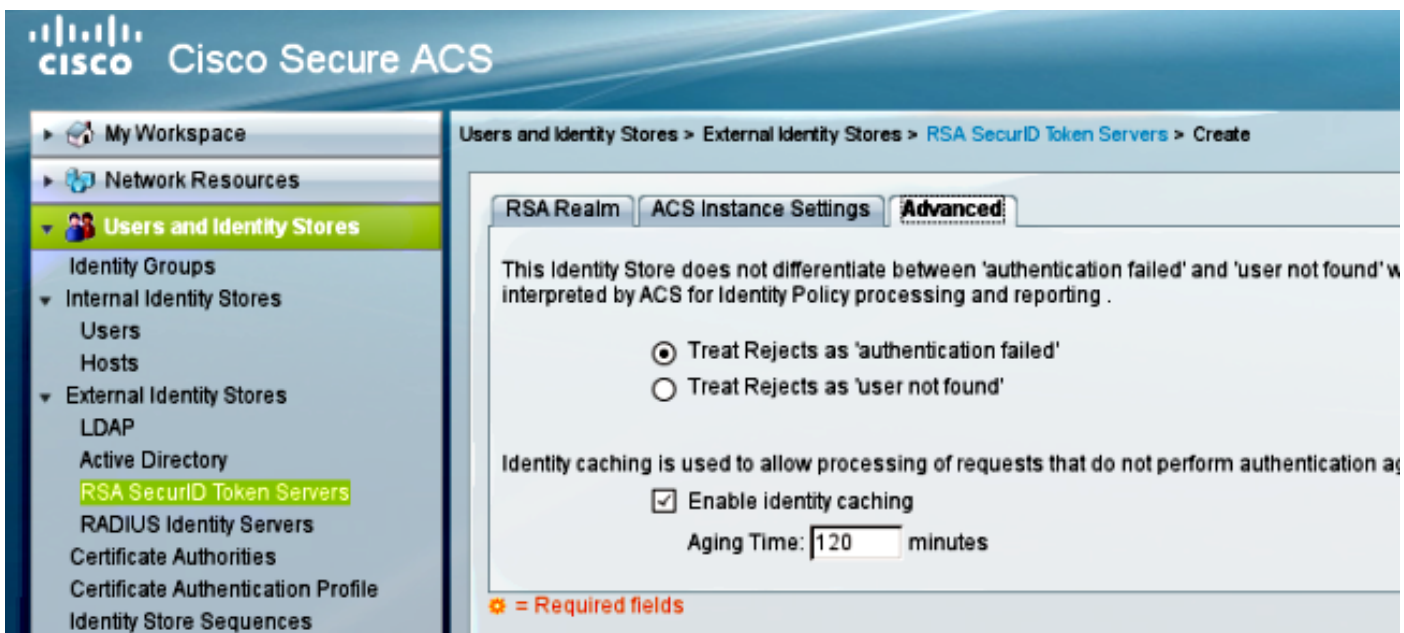 CISCO Cisco Secure ACS
My Workspace
Network Resources
Users and Identity Stores
Identity Groups
Internal Identity Stores
Users
Hosts
External Identity Stores
LDAP
Active Directory
RSA SecurID Token Servers
RADIUS Identity Servers
Certificate Authorities
Certificate Authentication Profile
Identity Store Sequences
Users and Identity Stores > External Identity Stores > RSA SecurID Token Servers > Create
RSA Realm ACS Instance Settings Advanced
This Identity Store does not differentiate between 'authentication failed' and 'user not found' w
interpreted by ACS for Identity Policy processing and reporting .
Treat Rejects as 'authentication failed'
Treat Rejects as 'user not found'
Identity caching is used to allow processing of requests that do not perform authentication ag
Enable identity caching
Aging Time: 120 minutes
= Required fields